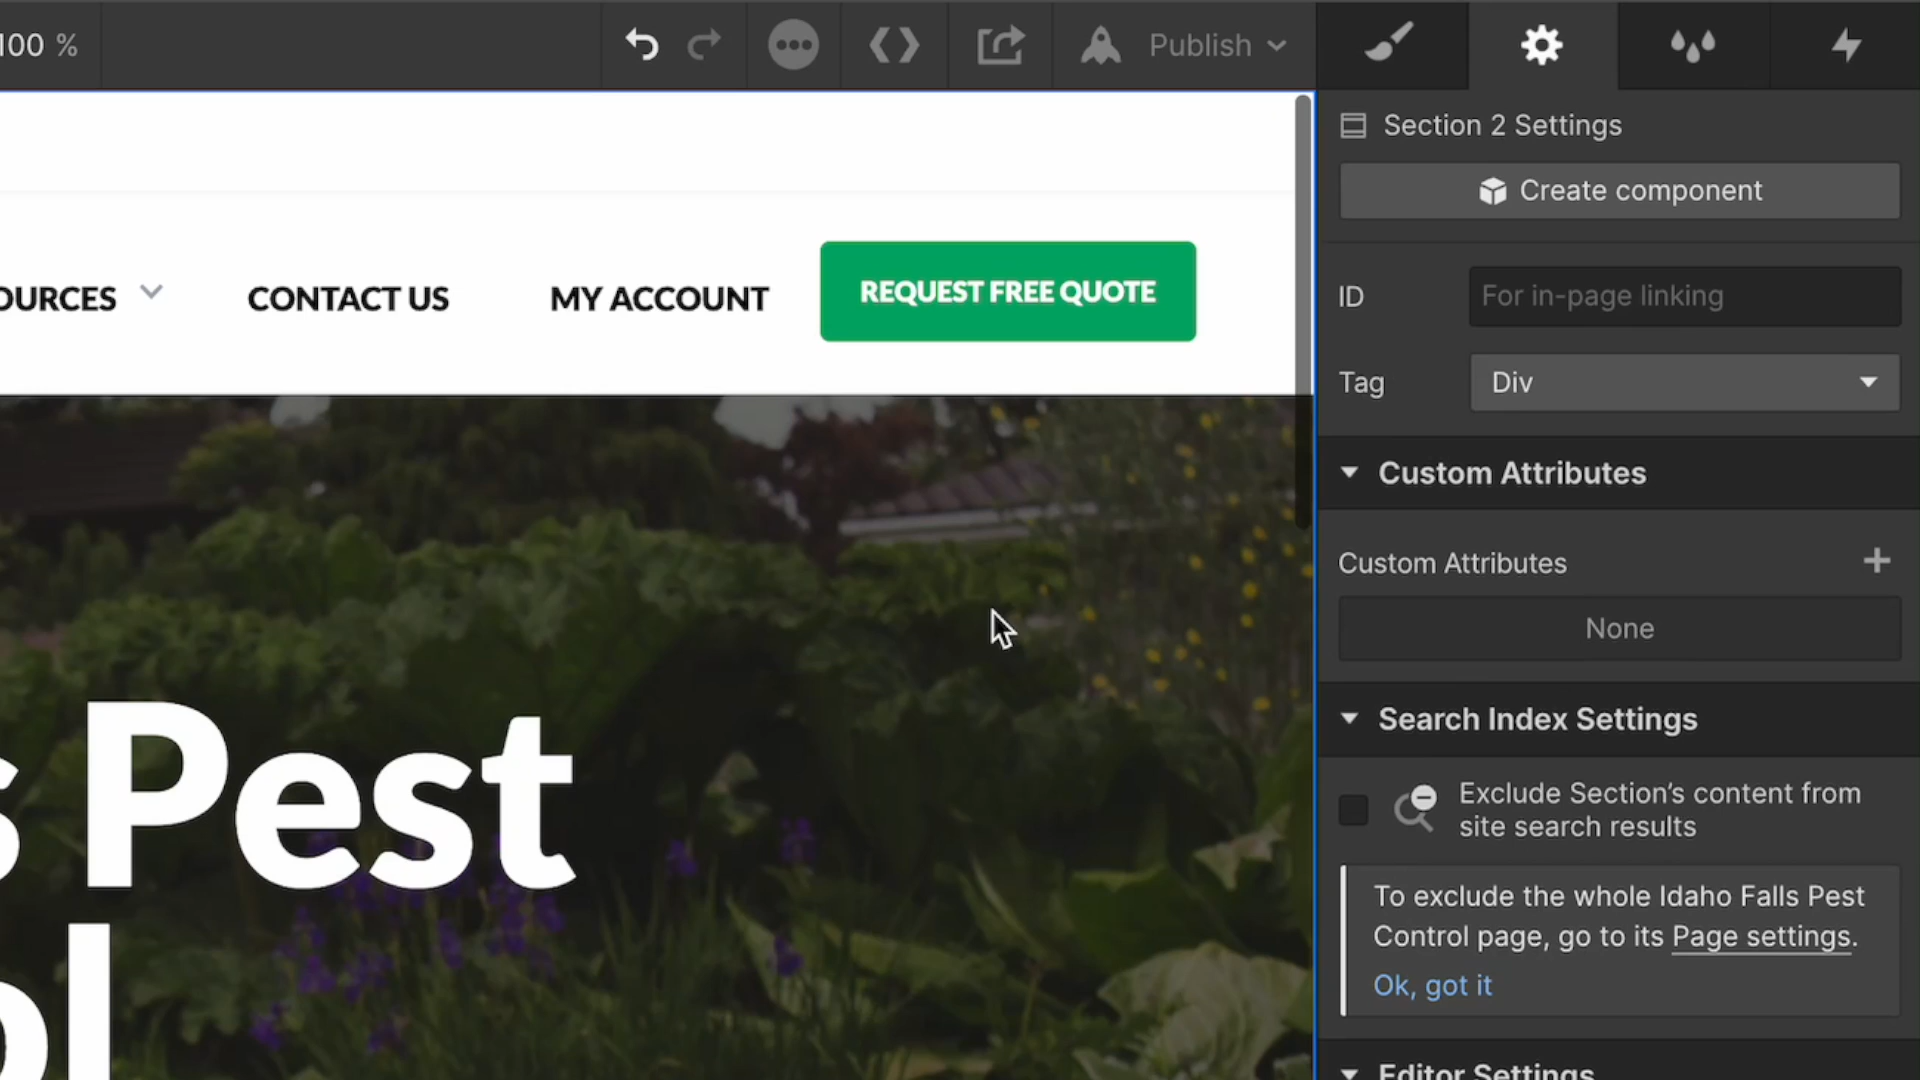 100 %
Publish
Section 2 Settings
Create component
OURCES
CONTACT US
MY ACCOUNT
REQUEST FREE QUOTE
ID
For in-page linking
Tag
Div
Custom Attributes
Custom Attributes
None
s Pest
ol
Search Index Settings
Exclude Section's content from
site search results
To exclude the whole Idaho Falls Pest
Control page, go to its Page settings.
Ok, got it
Editor Settings